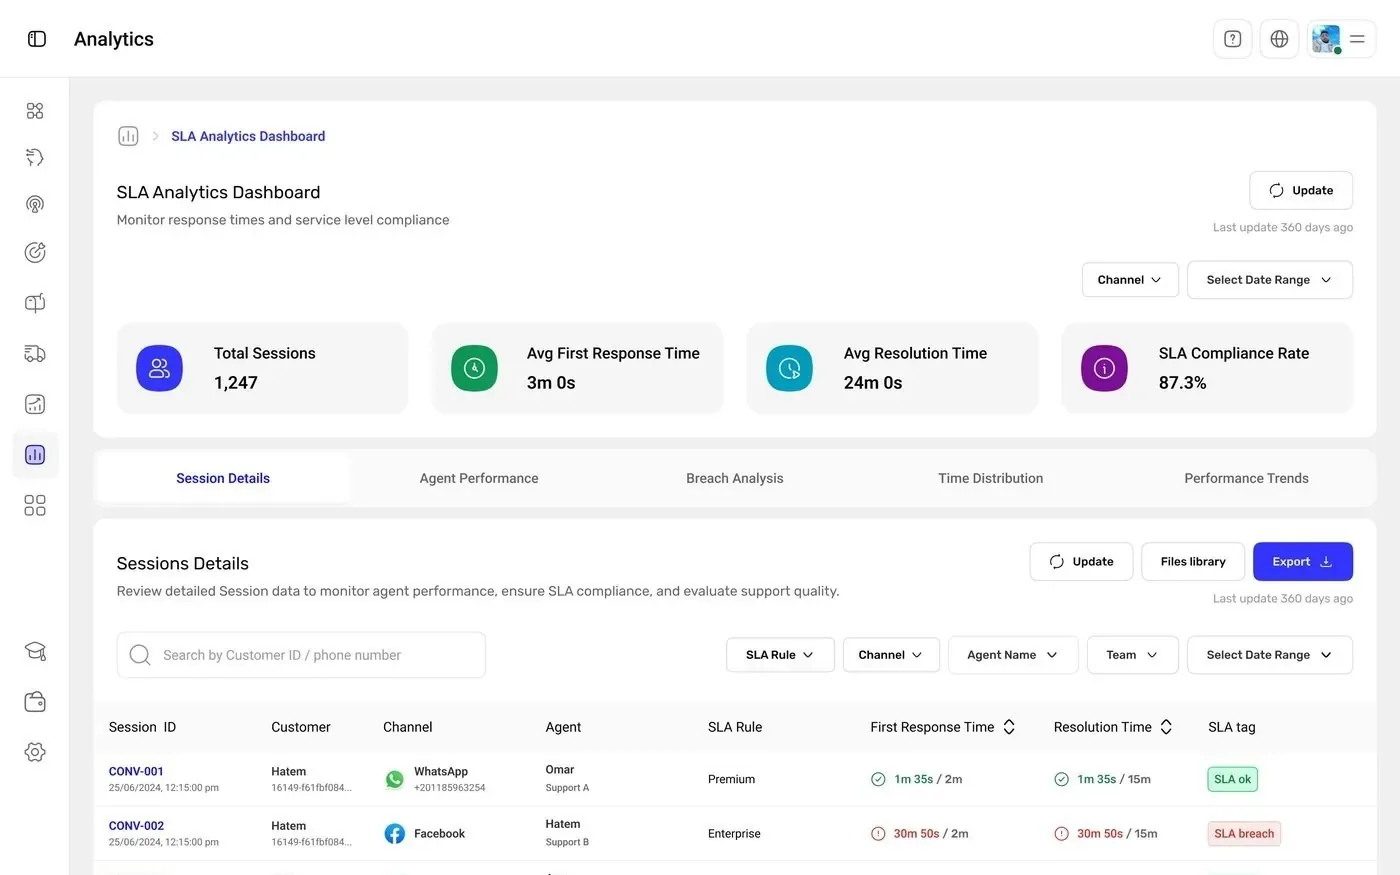 Analytics
SLA Analytics Dashboard
SLA Analytics Dashboard
Monitor response times and service level compliance
Update
Last update 360 days ago
Channel
Select Date Range
Total Sessions
1,247
Avg First Response Time
3m 0s
Avg Resolution Time
24m 0s
SLA Compliance Rate
87.3%
Session Details
Agent Performance
Breach Analysis
Time Distribution
Performance Trends
Sessions Details
Review detailed Session data to monitor agent performance, ensure SLA compliance, and evaluate support quality.
Update
Files library
Export
Last update 360 days ago
Search by Customer ID / phone number
SLA Rule
Channel
Agent Name
Team
Select Date Range
Session ID
Customer
Channel
Agent
SLA Rule
First Response Time
Resolution Time
SLA tag
CONV-001
25/06/2024, 12:15:00 pm
Hatem
16149-f61fbf084...
WhatsApp
+201185963254
Omar
Support A
Premium
1m 35s / 2m
1m 35s / 15m
SLA ok
CONV-002
25/06/2024, 12:15:00 pm
Hatem
16149-f61fbf084...
Facebook
Hatem
Support B
Enterprise
30m 50s / 2m
30m 50s / 15m
SLA breach